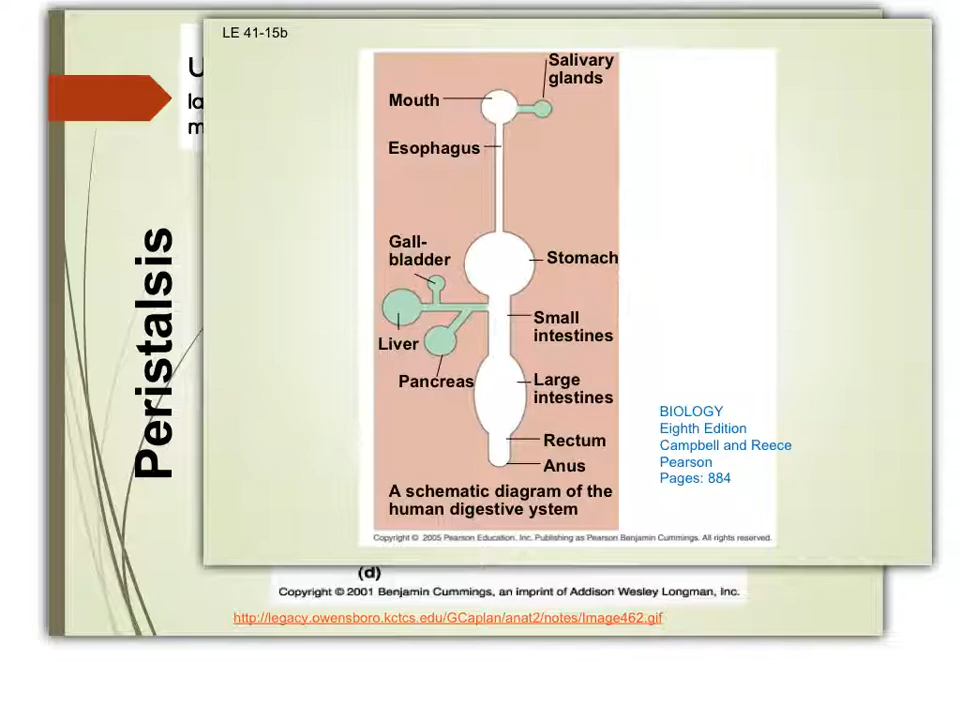 LE 41-15b
Salivary
glands
Mouth
Esophagus
Gall-
bladder
Stomach
Small
intestines
Liver
Pancreas
Large
intestines
Rectum
Anus
A schematic diagram of the
human digestive ystem
Copyright © 2005 Pearson Education, Inc. Publishing as Pearson Benjamin Cummings. All rights reserved.
BIOLOGY
Eighth Edition
Campbell and Reece
Pearson
Pages: 884
Peristalsis
(d)
Copyright © 2001 Benjamin Cummings, an imprint of Addison Wesley Longman, Inc.
http://legacy.owensboro.kctcs.edu/GCaplan/anat2/notes/Image462.gif